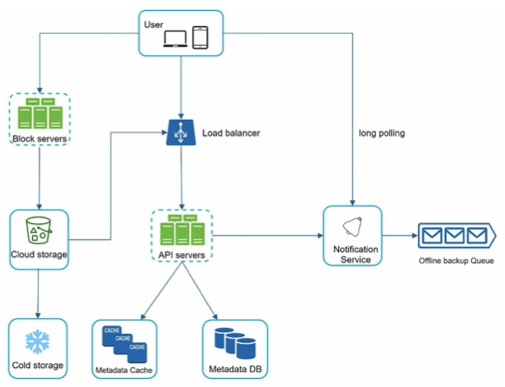 User
Block servers
Load balancer
long polling
Cloud storage
API servers
Notification
Service
Offline backup Queue
Cold storage
CACHE
CACHE
CACHE
Metadata Cache
Metadata DB